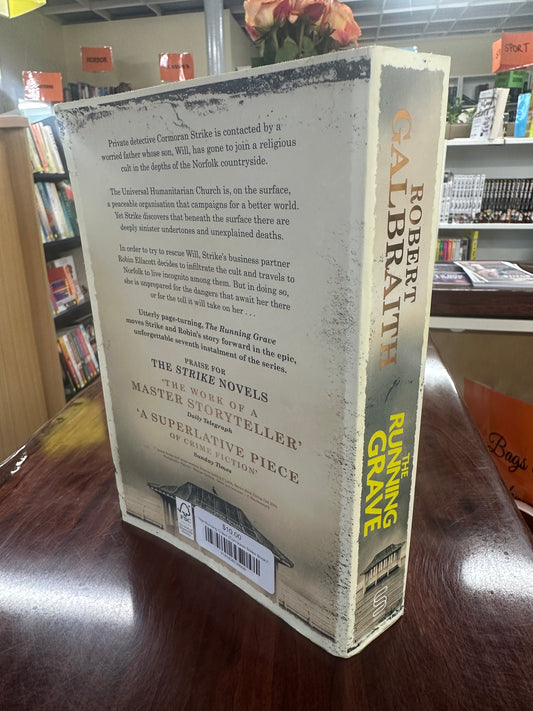 HORROR
SPORT
Private detective Cormoran Strike is contacted by a
worried father whose son, Will, has gone to join a religious
cult in the depths of the Norfolk countryside.
The Universal Humanitarian Church is, on the surface,
a peaceable organisation that campaigns for a better world.
Yet Strike discovers that beneath the surface there are
deeply sinister undertones and unexplained deaths.
In order to try to rescue Will, Strike's business partner
Robin Ellacott decides to infiltrate the cult and travels to
Norfolk to live incognito among them. But in doing so,
she is unprepared for the dangers that await her there
or for the toll it will take on her . . .
Utterly page-turning, The Running Grave
moves Strike and Robin's story forward in the epic,
unforgettable seventh instalment of the series.
PRAISE FOR
THE STRIKE NOVELS
'THE WORK OF A
MASTER STORYTELLER'
Daily Telegraph
'A SUPERLATIVE PIECE
OF CRIME FICTION'
Sunday Times
FSC
$10.00
ROBERT
GALBRAITH
THE
RUNNING
GRAVE
S
Bags